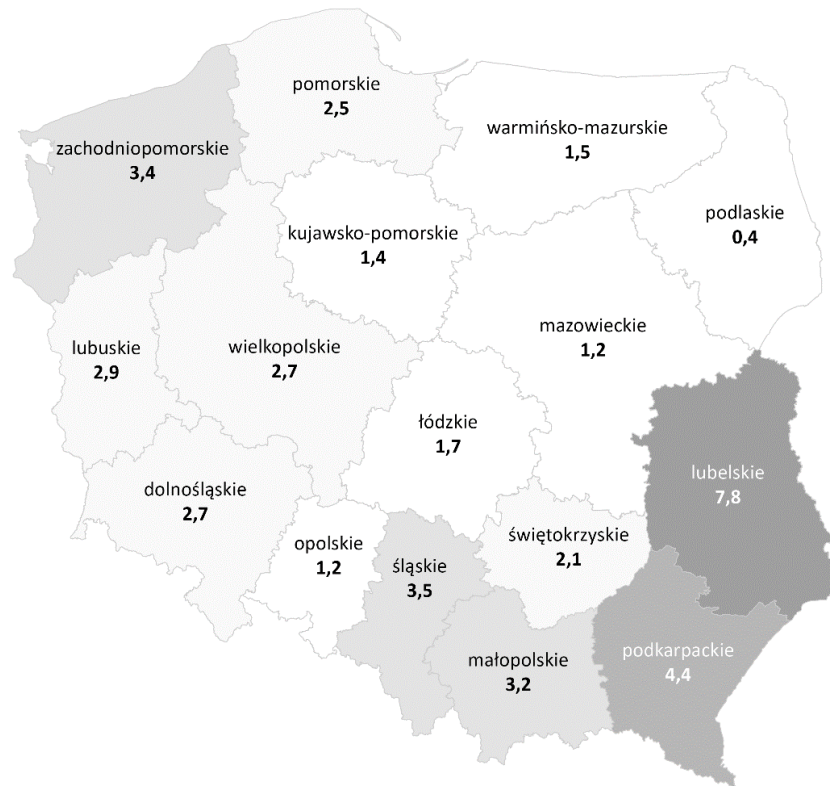 pomorskie
2,5
warmińsko-mazurskie
1,5
zachodniopomorskie
3,4
podlaskie
0,4
kujawsko-pomorskie
1,4
mazowieckie
1,2
lubuskie
2,9
wielkopolskie
2,7
łódzkie
1,7
lubelskie
7,8
dolnośląskie
2,7
opolskie
1,2
śląskie
3,5
świętokrzyskie
2,1
małopolskie
3,2
podkarpackie
4,4